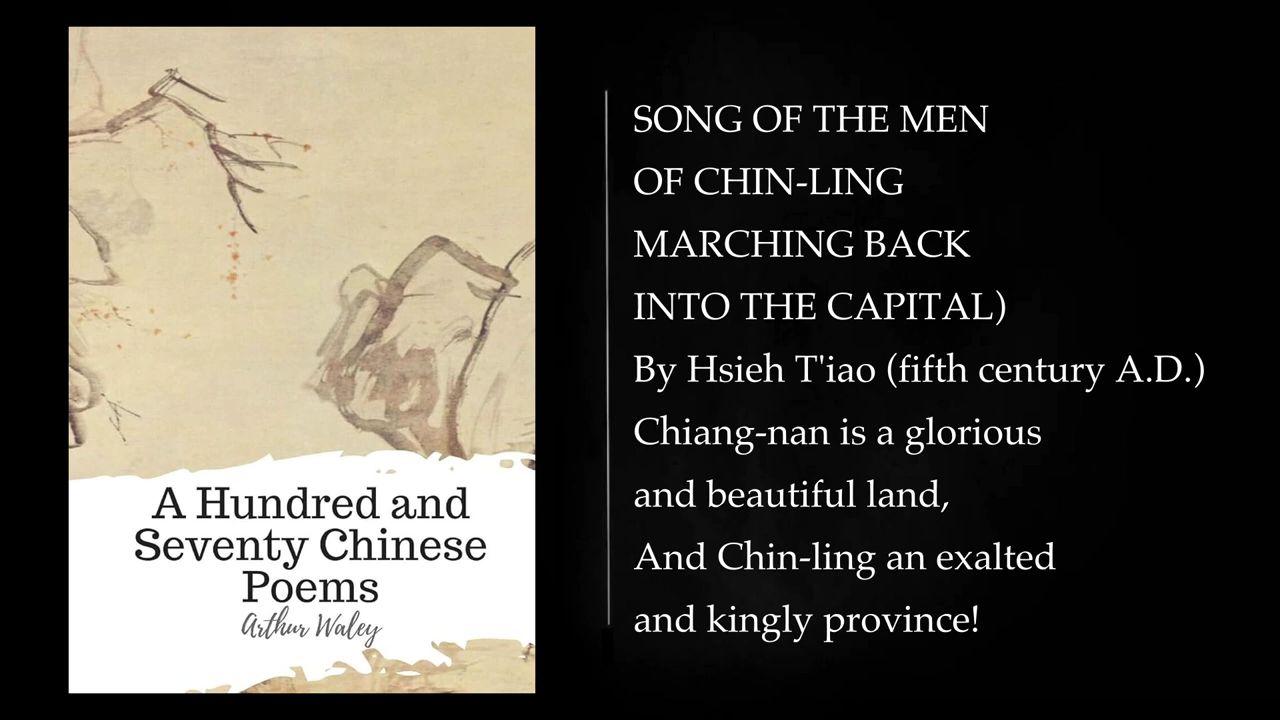 A Hundred and
Seventy Chinese
Poems
Arthur Waley
SONG OF THE MEN
OF CHIN-LING
MARCHING BACK
INTO THE CAPITAL)
By Hsieh T'iao (fifth century A.D.)
Chiang-nan is a glorious
and beautiful land,
And Chin-ling an exalted
and kingly province!